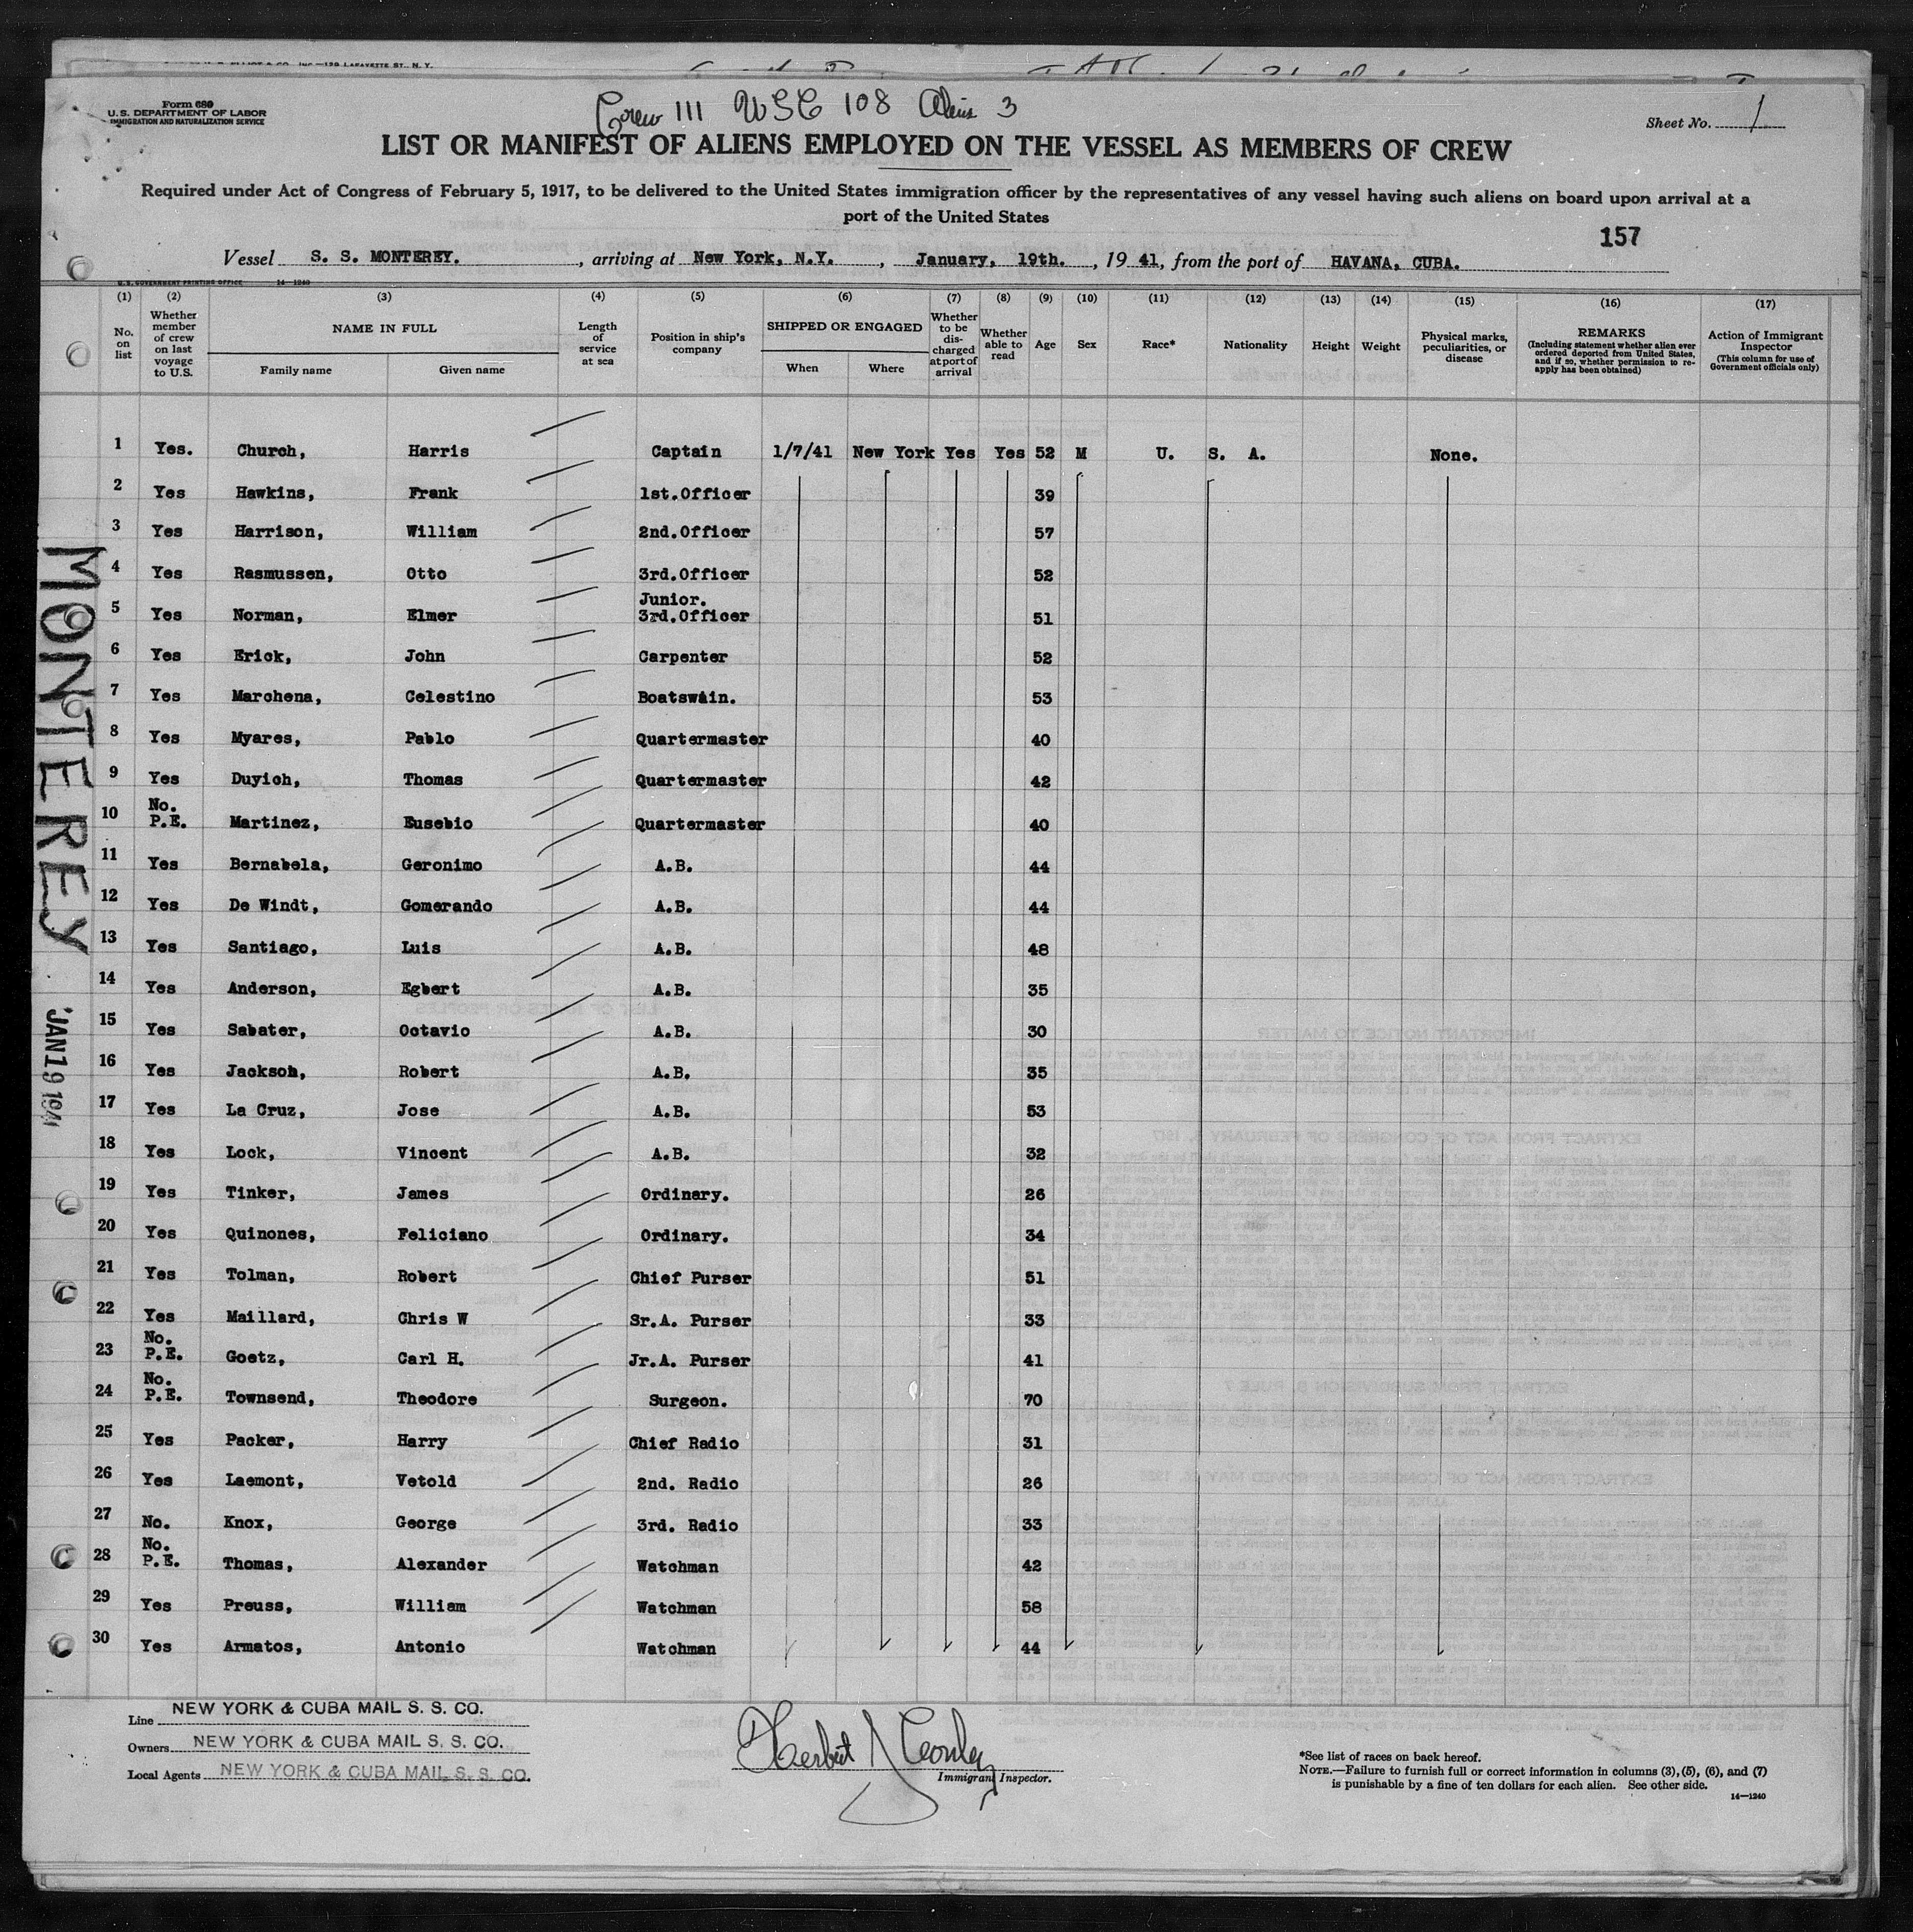 INC.—129 LAFAYETTE ST., N. Y.
Form 680
U.S. DEPARTMENT OF LABOR
IMMIGRATION AND NATURALIZATION SERVICE
Crew 111 USC 108 Aliens 3
Sheet No. 1
LIST OR MANIFEST OF ALIENS EMPLOYED ON THE VESSEL AS MEMBERS OF CREW
Required under Act of Congress of February 5, 1917, to be delivered to the United States immigration officer by the representatives of any vessel having such aliens on board upon arrival at a
port of the United States
157
Vessel S. S. MONTEREY. , arriving at New York, N.Y. , January, 19th. , 19 41, from the port of HAVANA, CUBA.
U.S. GOVERNMENT PRINTING OFFICE 14—1240
(1) (2) (3) (4) (5) (6) (7) (8) (9) (10) (11) (12) (13) (14) (15) (16) (17)
No. on list
Whether member of crew on last voyage to U.S.
NAME IN FULL
Family name Given name
Length of service at sea
Position in ship's company
SHIPPED OR ENGAGED
When Where
Whether to be discharged at port of arrival
Whether able to read
Age
Sex
Race*
Nationality
Height
Weight
Physical marks, peculiarities, or disease
REMARKS
(Including statement whether alien ever ordered deported from United States, and if so, whether permission to reapply has been obtained)
Action of Immigrant Inspector
(This column for use of Government officials only)
1 Yes. Church, Harris Captain 1/7/41 New York Yes Yes 52 M U. S. A. None.
2 Yes Hawkins, Frank 1st.Officer 39
3 Yes Harrison, William 2nd.Officer 57
4 Yes Rasmussen, Otto 3rd.Officer 52
5 Yes Norman, Elmer Junior. 3rd.Officer 51
6 Yes Erick, John Carpenter 52
7 Yes Marchena, Celestino Boatswain. 53
8 Yes Myares, Pablo Quartermaster 40
9 Yes Duyich, Thomas Quartermaster 42
10 No. P.E. Martinez, Eusebio Quartermaster 40
11 Yes Bernabela, Geronimo A.B. 44
12 Yes De Windt, Gomerando A.B. 44
13 Yes Santiago, Luis A.B. 48
14 Yes Anderson, Egbert A.B. 35
15 Yes Sabater, Octavio A.B. 30
16 Yes Jackson, Robert A.B. 35
17 Yes La Cruz, Jose A.B. 53
18 Yes Lock, Vincent A.B. 32
19 Yes Tinker, James Ordinary. 26
20 Yes Quinones, Feliciano Ordinary. 34
21 Yes Tolman, Robert Chief Purser 51
22 Yes Maillard, Chris W Sr.A. Purser 33
23 No. P.E. Goetz, Carl H. Jr.A. Purser 41
24 No. P.E. Townsend, Theodore Surgeon. 70
25 Yes Packer, Harry Chief Radio 31
26 Yes Laemont, Vetold 2nd. Radio 26
27 No. Knox, George 3rd. Radio 33
28 No. P.E. Thomas, Alexander Watchman 42
29 Yes Preuss, William Watchman 58
30 Yes Armatos, Antonio Watchman 44
MONTEREY
JAN 19 1941
Line NEW YORK & CUBA MAIL S. S. CO.
Owners NEW YORK & CUBA MAIL S. S. CO.
Local Agents NEW YORK & CUBA MAIL S. S. CO.
Herbert
Immigrant Inspector.
*See list of races on back hereof.
NOTE.—Failure to furnish full or correct information in columns (3), (5), (6), and (7)
is punishable by a fine of ten dollars for each alien. See other side.
14—1240